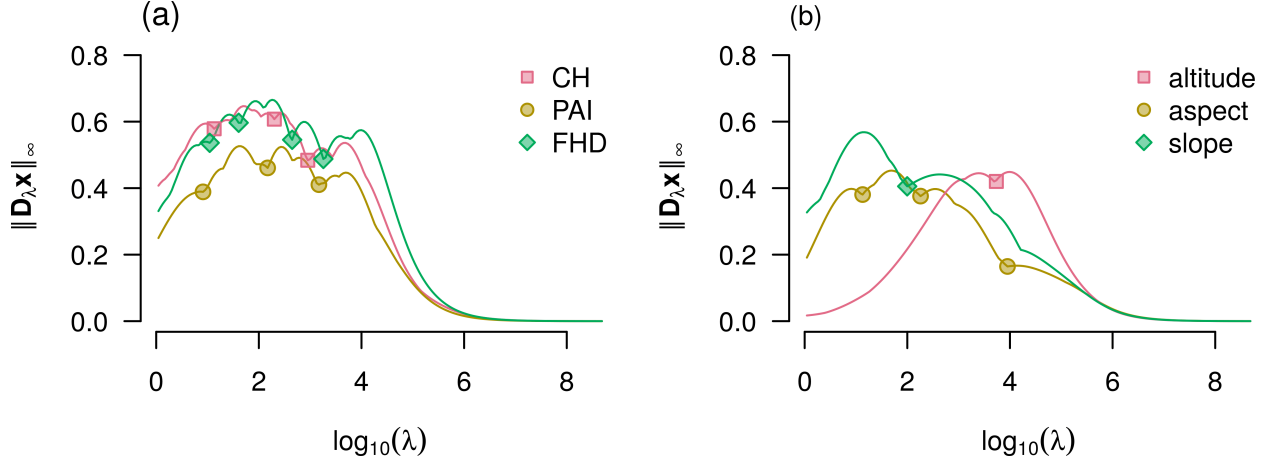 (a)
0.8
0.6
0.4
0.2
0.0
‖D_λ x‖_∞
CH
PAI
FHD
0 2 4 6 8
log₁₀(λ)
(b)
0.8
0.6
0.4
0.2
0.0
‖D_λ x‖_∞
altitude
aspect
slope
0 2 4 6 8
log₁₀(λ)